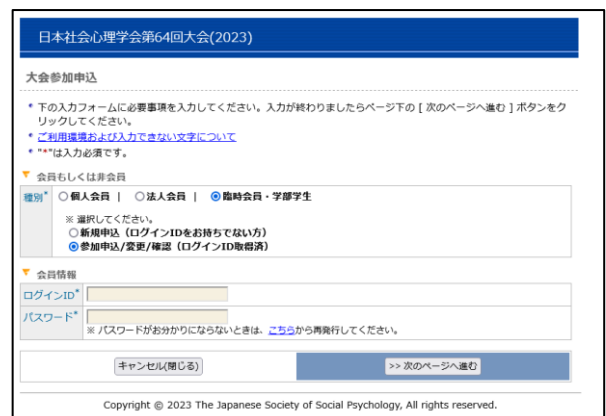 日本社会心理学会第64回大会(2023)
大会参加申込
* 下の入力フォームに必要事項を入力してください。入力が終わりましたらページ下の [ 次のページへ進む ] ボタンをク
リックしてください。
* ご利用環境および入力できない文字について
* "*"は入力必須です。
会員もしくは非会員
種別* ○個人会員 | ○法人会員 | ◉臨時会員・学部学生
※ 選択してください。
○新規申込（ログインIDをお持ちでない方）
◉参加申込/変更/確認（ログインID取得済）
会員情報
ログインID*
パスワード*
※ パスワードがお分かりにならないときは、こちらから再発行してください。
キャンセル(閉じる) >> 次のページへ進む
Copyright © 2023 The Japanese Society of Social Psychology, All rights reserved.